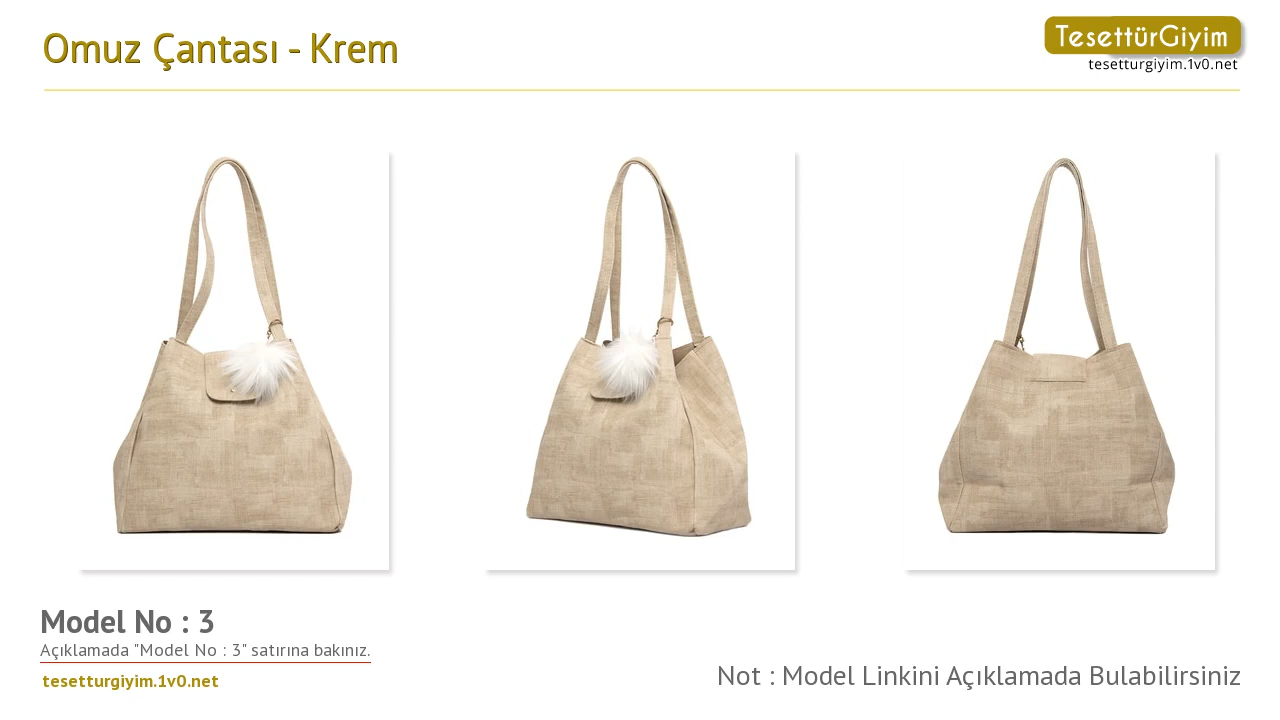 Omuz Çantası - Krem
TesettürGiyim
tesetturgiyim.1v0.net
Model No : 3
Açıklamada "Model No : 3" satırına bakınız.
tesetturgiyim.1v0.net
Not : Model Linkini Açıklamada Bulabilirsiniz